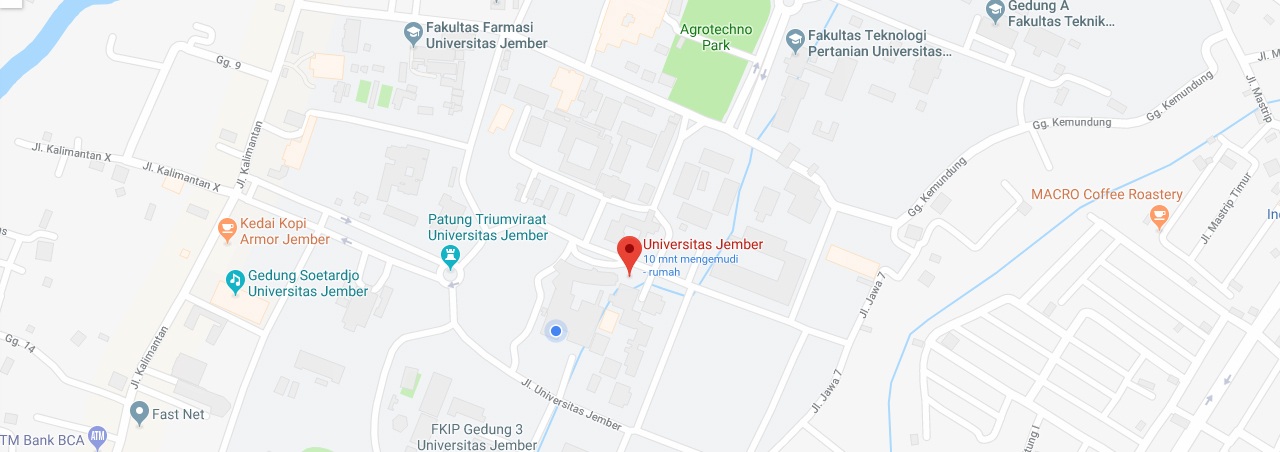 Gedung A
Fakultas Teknik...
Fakultas Farmasi
Universitas Jember
Agrotechno
Park
Fakultas Teknologi
Pertanian Universitas...
Gg. 9
Jl. Mastrip
Gg. Kemundung
Gg. Kemundung
Jl. Kalimantan
Jl. Kalimantan X
Jl. Kalimantan X
Gg. Kemundung
MACRO Coffee Roastery
Jl. Mastrip Timur
Kedai Kopi
Armor Jember
Patung Triumviraat
Universitas Jember
Universitas Jember
10 mnt mengemudi
- rumah
Gedung Soetardjo
Universitas Jember
Jl. Jawa 7
Gg. 14
Jl. Kalimantan
Jl. Universitas Jember
Jl. Jawa 7
Fast Net
FKIP Gedung 3
Universitas Jember
TM Bank BCA
ATM